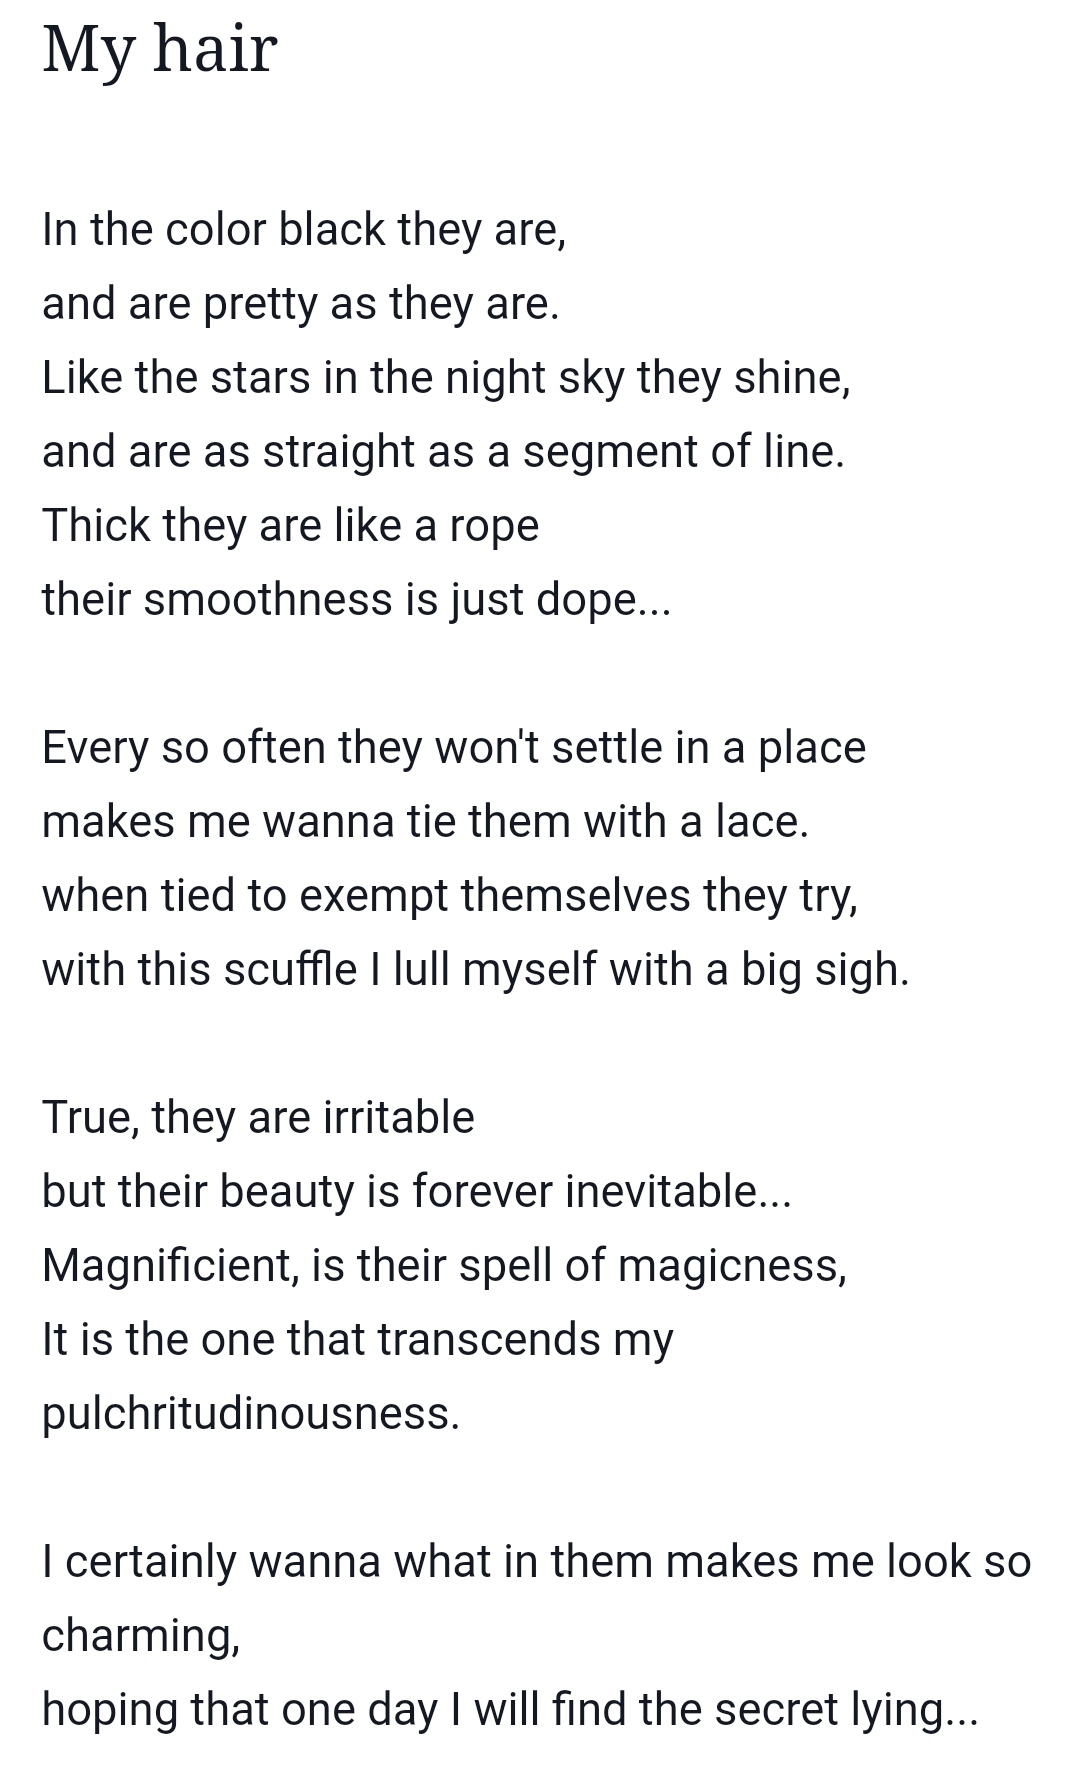 My hair
In the color black they are,
and are pretty as they are.
Like the stars in the night sky they shine,
and are as straight as a segment of line.
Thick they are like a rope
their smoothness is just dope...
Every so often they won't settle in a place
makes me wanna tie them with a lace.
when tied to exempt themselves they try,
with this scuffle I lull myself with a big sigh.
True, they are irritable
but their beauty is forever inevitable...
Magnificient, is their spell of magicness,
It is the one that transcends my
pulchritudinousness.
I certainly wanna what in them makes me look so
charming,
hoping that one day I will find the secret lying...